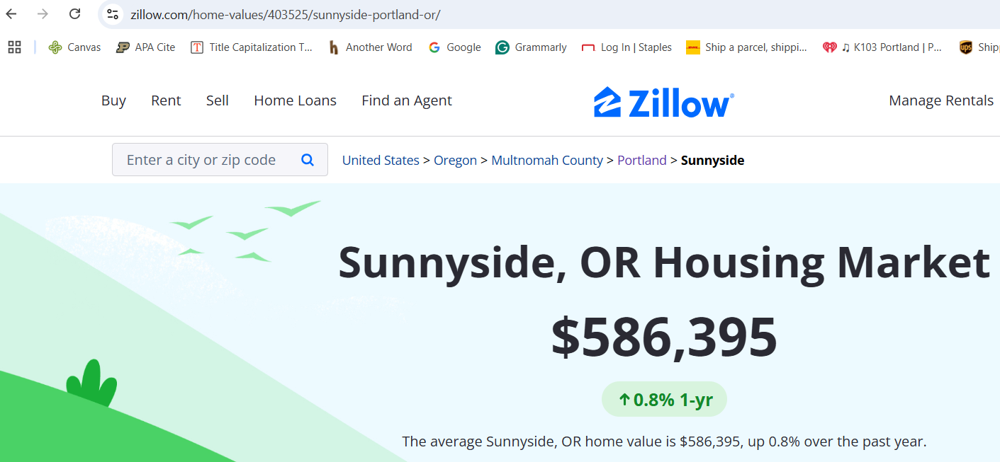 zillow.com/home-values/403525/sunnyside-portland-or/
Canvas APA Cite Title Capitalization T... Another Word Google Grammarly Log In | Staples Ship a parcel, shippi... K103 Portland | P... Ship
Buy Rent Sell Home Loans Find an Agent Zillow® Manage Rentals
Enter a city or zip code United States > Oregon > Multnomah County > Portland > Sunnyside
Sunnyside, OR Housing Market
$586,395
↑ 0.8% 1-yr
The average Sunnyside, OR home value is $586,395, up 0.8% over the past year.